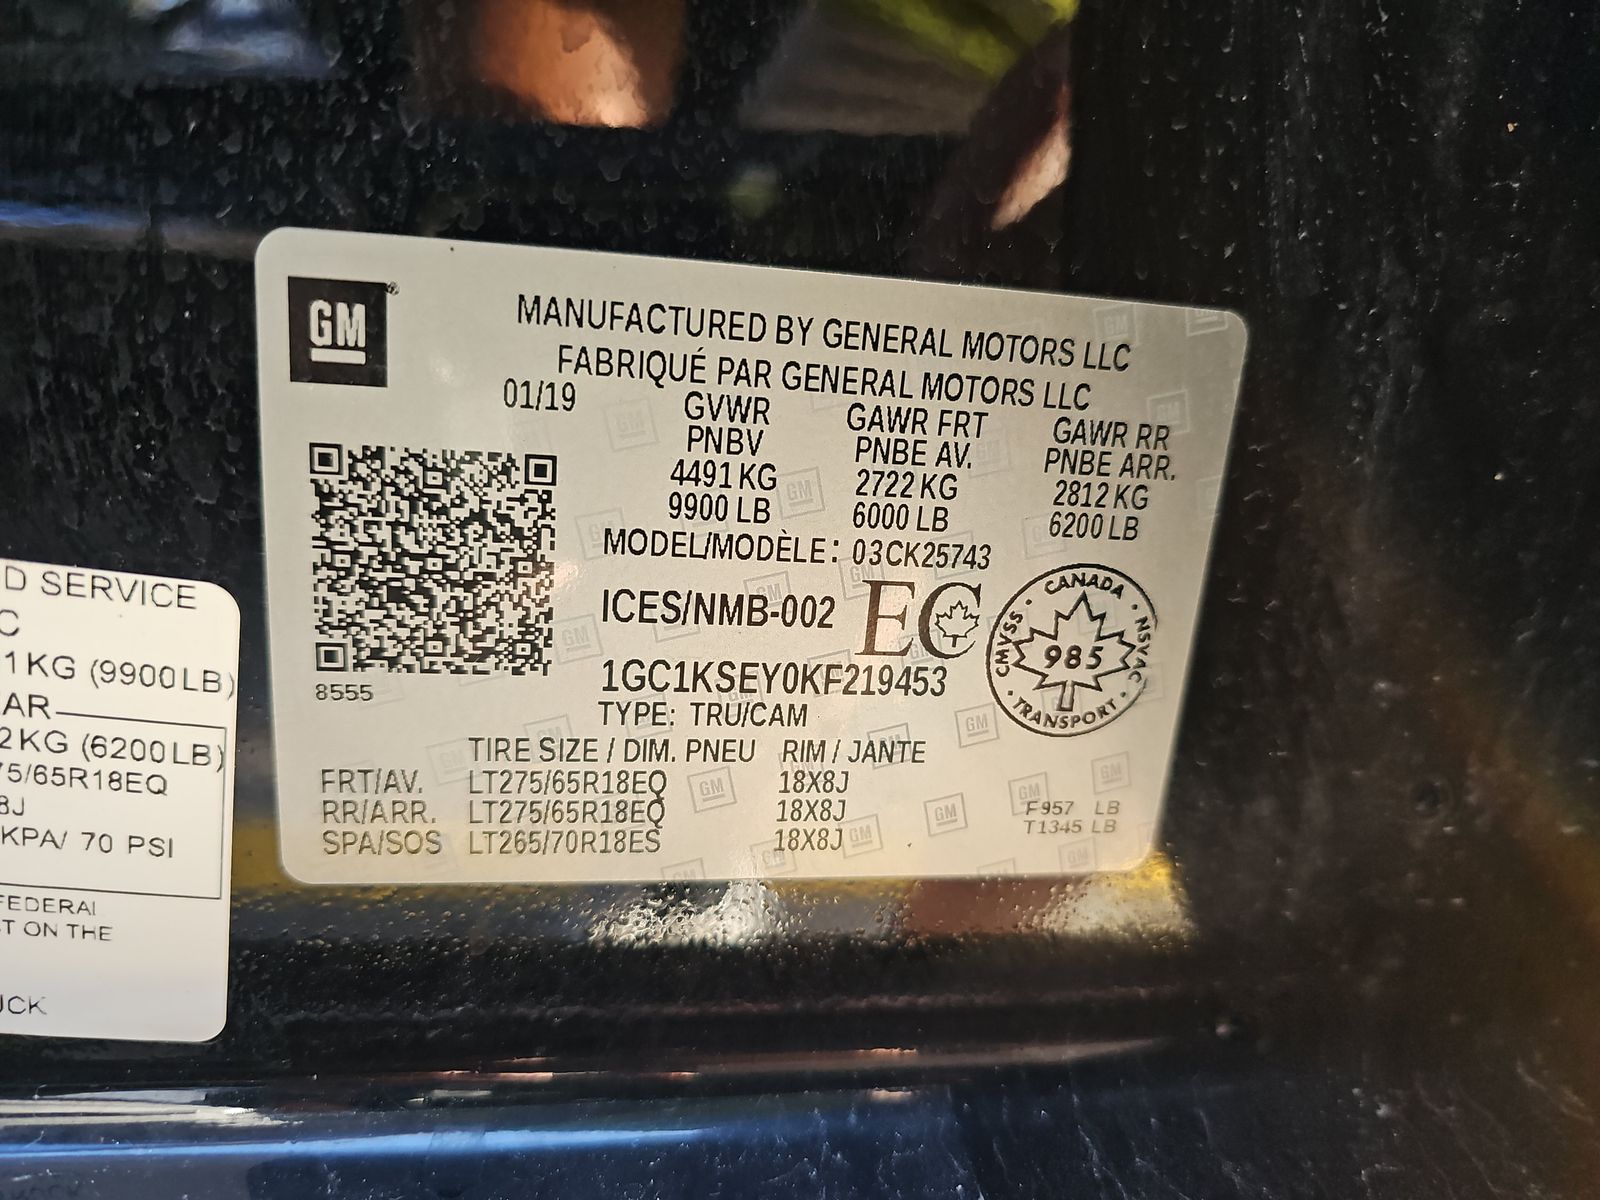 GM
MANUFACTURED BY GENERAL MOTORS LLC
FABRIQUÉ PAR GENERAL MOTORS LLC
01/19
GVWR GAWR FRT GAWR RR
PNBV PNBE AV. PNBE ARR.
4491 KG 2722 KG 2812 KG
9900 LB 6000 LB 6200 LB
MODEL/MODÈLE: 03CK25743
ICES/NMB-002 EC
CANADA
CMVSS NSVAC
985
TRANSPORT
8555
1GC1KSEY0KF219453
TYPE: TRU/CAM
TIRE SIZE / DIM. PNEU RIM / JANTE
FRT/AV. LT275/65R18EQ 18X8J
RR/ARR. LT275/65R18EQ 18X8J
SPA/SOS LT265/70R18ES 18X8J
F957 LB
T1345 LB
D SERVICE
C
1KG (9900LB)
AR
2KG (6200LB)
75/65R18EQ
8J
KPA/ 70 PSI
FEDERAL
T ON THE
UCK